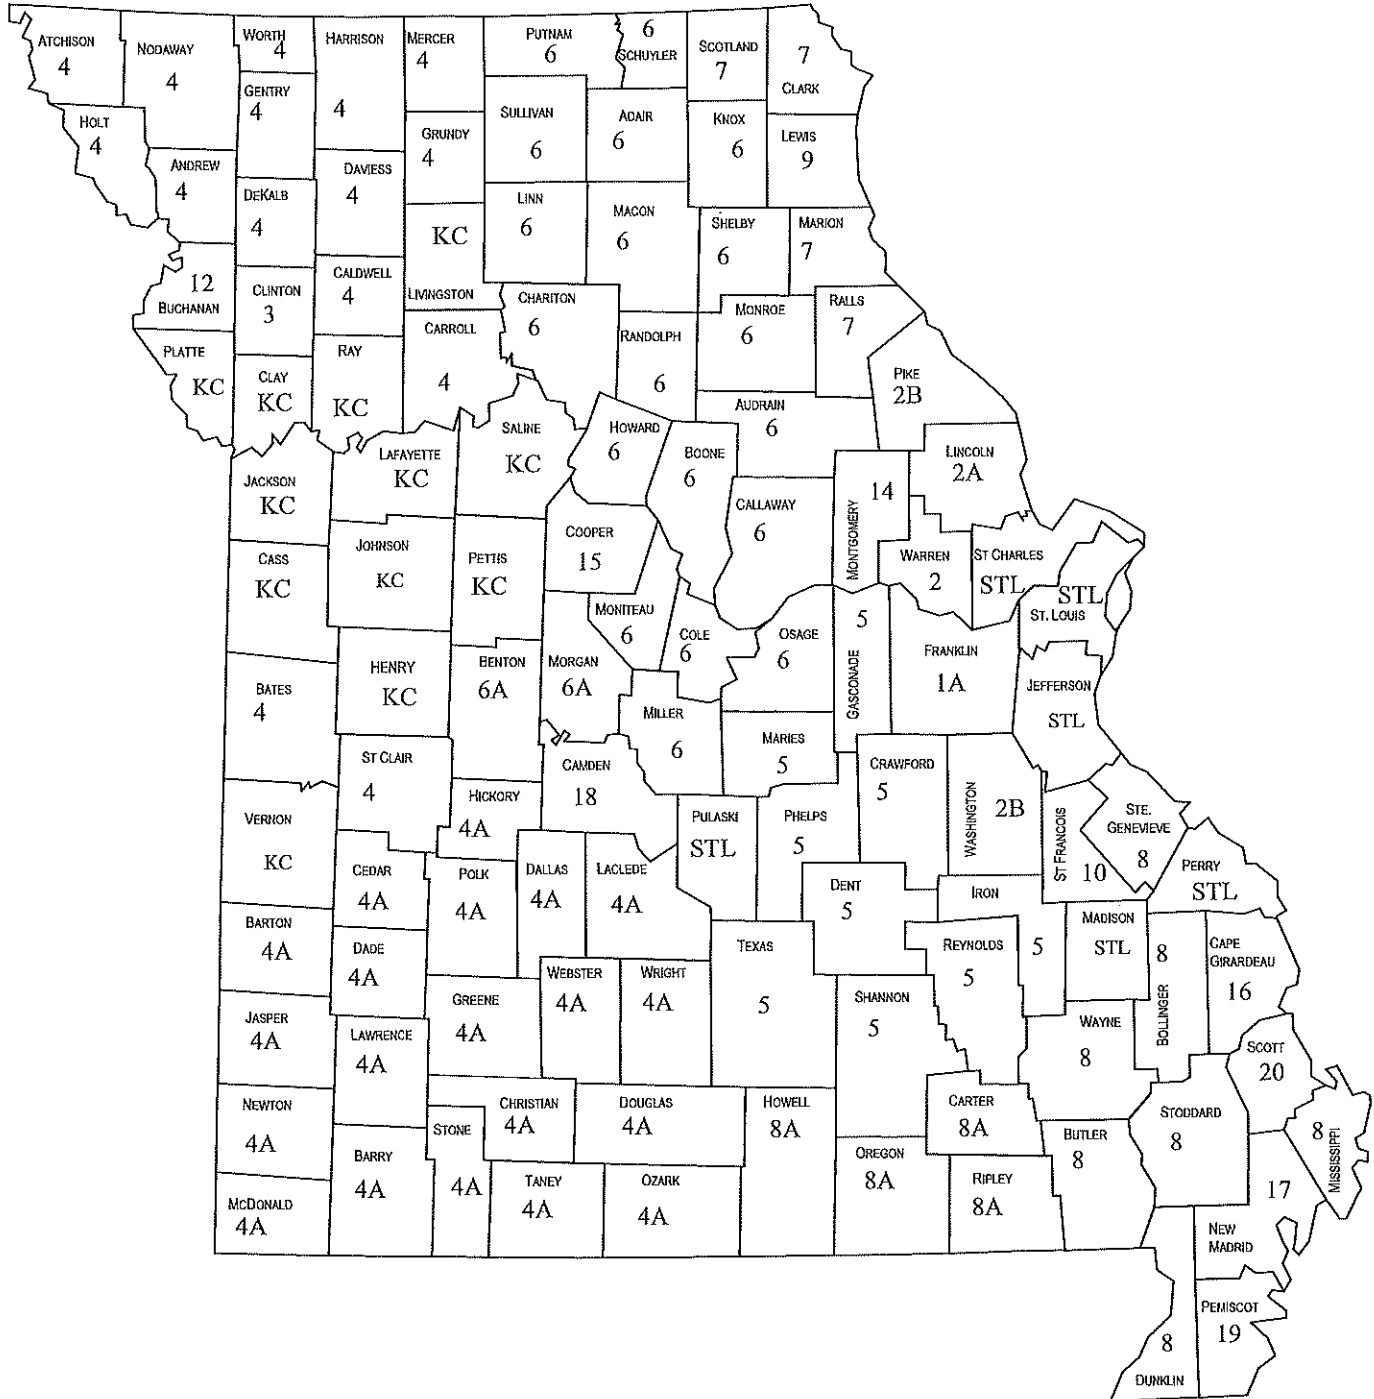 ATCHISON
4
NODAWAY
4
WORTH
4
HARRISON
4
MERCER
4
PUTNAM
6
6
SCHUYLER
SCOTLAND
7
7
CLARK
HOLT
4
GENTRY
4
GRUNDY
4
SULLIVAN
6
ADAIR
6
KNOX
6
LEWIS
9
ANDREW
4
DEKALB
4
DAVIESS
4
KC
LIVINGSTON
LINN
6
MACON
6
SHELBY
6
MARION
7
12
BUCHANAN
CLINTON
3
CALDWELL
4
CARROLL
4
CHARITON
6
RANDOLPH
6
MONROE
6
RALLS
7
PLATTE
KC
CLAY
KC
RAY
KC
PIKE
2B
AUDRAIN
6
SALINE
KC
HOWARD
6
BOONE
6
JACKSON
KC
LAFAYETTE
KC
CALLAWAY
6
14
MONTGOMERY
LINCOLN
2A
CASS
KC
JOHNSON
KC
PETTIS
KC
COOPER
15
WARREN
2
ST CHARLES
STL
STL
ST. LOUIS
MONITEAU
6
COLE
6
OSAGE
6
5
GASCONADE
FRANKLIN
1A
JEFFERSON
STL
BATES
4
HENRY
KC
BENTON
6A
MORGAN
6A
MILLER
6
MARIES
5
ST CLAIR
4
HICKORY
4A
CAMDEN
18
PULASKI
STL
PHELPS
5
CRAWFORD
5
WASHINGTON
2B
ST FRANCOIS
10
STE.
GENEVIEVE
8
PERRY
STL
VERNON
KC
CEDAR
4A
POLK
4A
DALLAS
4A
LACLEDE
4A
DENT
5
IRON
5
MADISON
STL
BARTON
4A
DADE
4A
TEXAS
5
REYNOLDS
5
8
BOLLINGER
CAPE
GIRARDEAU
16
GREENE
4A
WEBSTER
4A
WRIGHT
4A
SHANNON
5
JASPER
4A
LAWRENCE
4A
WAYNE
8
SCOTT
20
NEWTON
4A
CHRISTIAN
4A
DOUGLAS
4A
HOWELL
8A
CARTER
8A
STODDARD
8
8
MISSISSIPPI
STONE
4A
BARRY
4A
BUTLER
8
MCDONALD
4A
TANEY
4A
OZARK
4A
OREGON
8A
RIPLEY
8A
17
NEW
MADRID
PEMISCOT
19
8
DUNKLIN